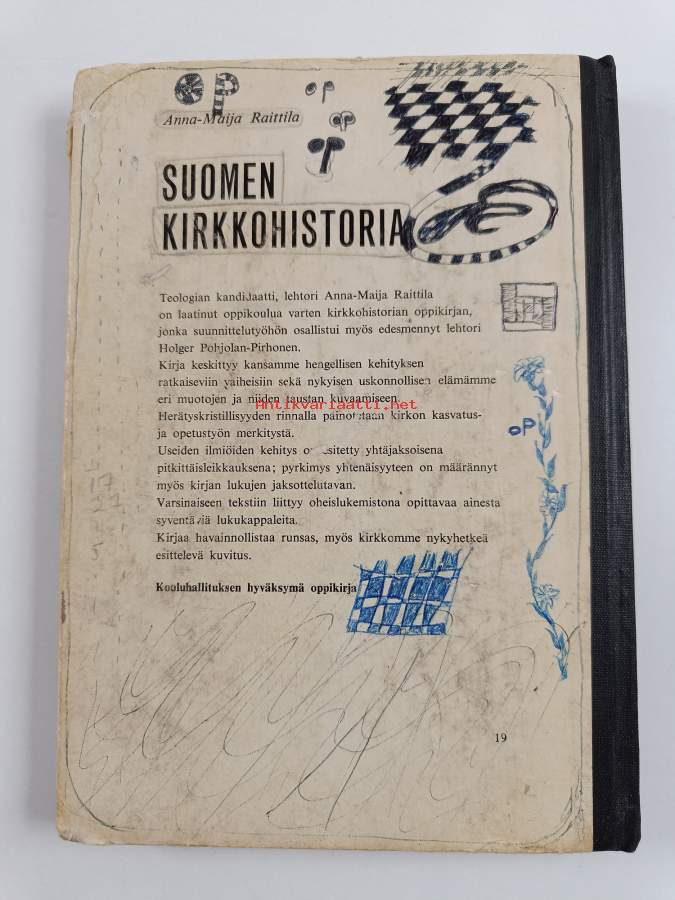 op
Anna-Maija Raittila
op
op
SUOMEN
KIRKKOHISTORIA
Teologian kandidaatti, lehtori Anna-Maija Raittila
on laatinut oppikoulua varten kirkkohistorian oppikirjan,
jonka suunnittelutyöhön osallistui myös edesmennyt lehtori
Holger Pohjolan-Pirhonen.
Kirja keskittyy kansamme hengellisen kehityksen
ratkaiseviin vaiheisiin sekä nykyisen uskonnollisen elämämme
eri muotojen ja niiden taustan kuvaamiseen.
Antikvariaatti.net
Herätyskristillisyyden rinnalla painotetaan kirkon kasvatus-
ja opetustyön merkitystä.
op
Useiden ilmiöiden kehitys on esitetty yhtäjaksoisena
pitkittäisleikkauksena; pyrkimys yhtenäisyyteen on määrännyt
myös kirjan lukujen jaksottelutavan.
Varsinaiseen tekstiin liittyy oheislukemistona opittavaa ainesta
syventäviä lukukappaleita.
Kirjaa havainnollistaa runsas, myös kirkkomme nykyhetkeä
esittelevä kuvitus.
Kouluhallituksen hyväksymä oppikirja
19